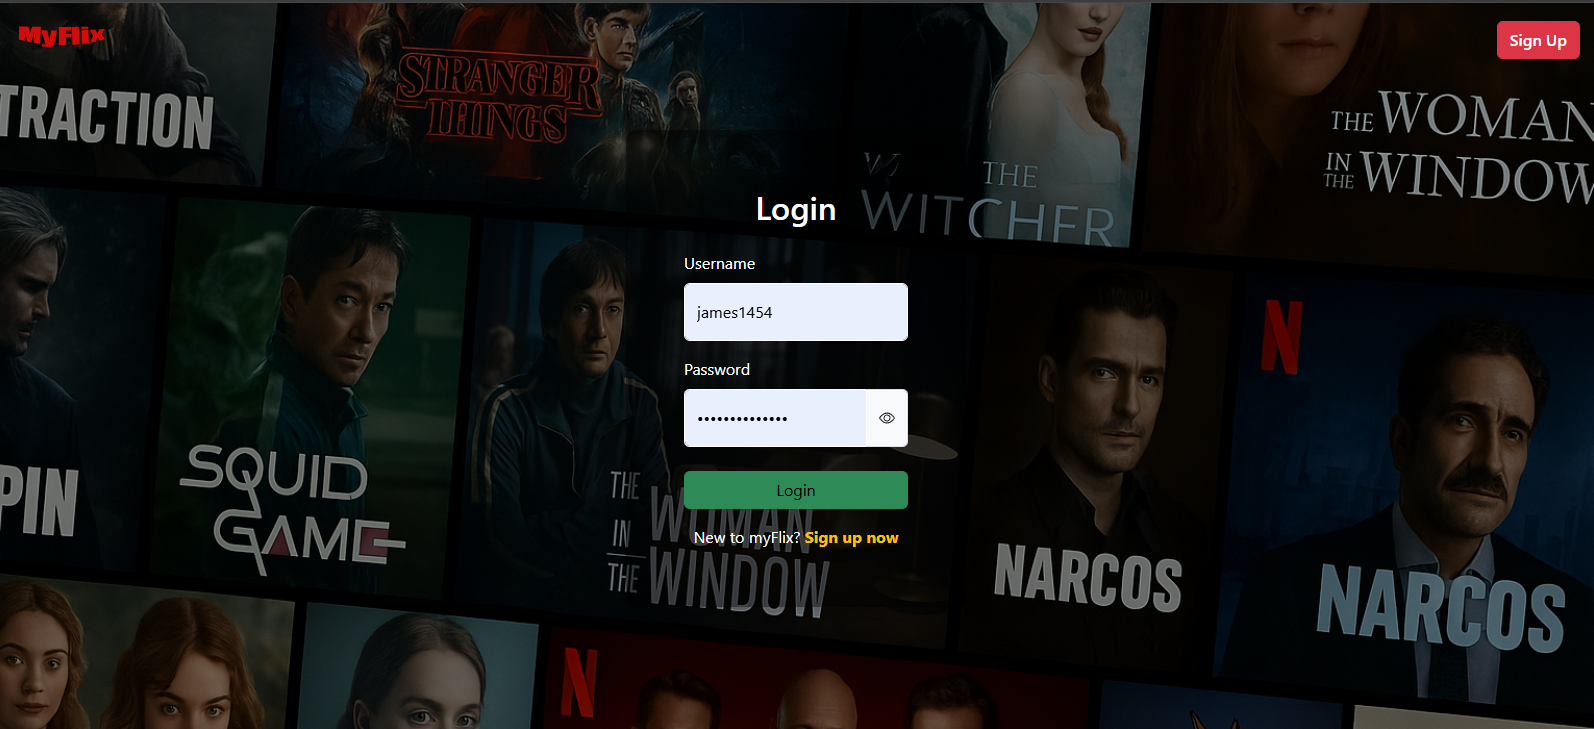 MyFlix
Sign Up
TRACTION
STRANGER
THINGS
THE
WITCHER
THE WOMAN
IN THE WINDOW
Login
Username
james1454
Password
Login
New to myFlix? Sign up now
PIN
SQUID
GAME
THE
IN
WOMAN
THE WINDOW
NARCOS
N
NARCOS
N